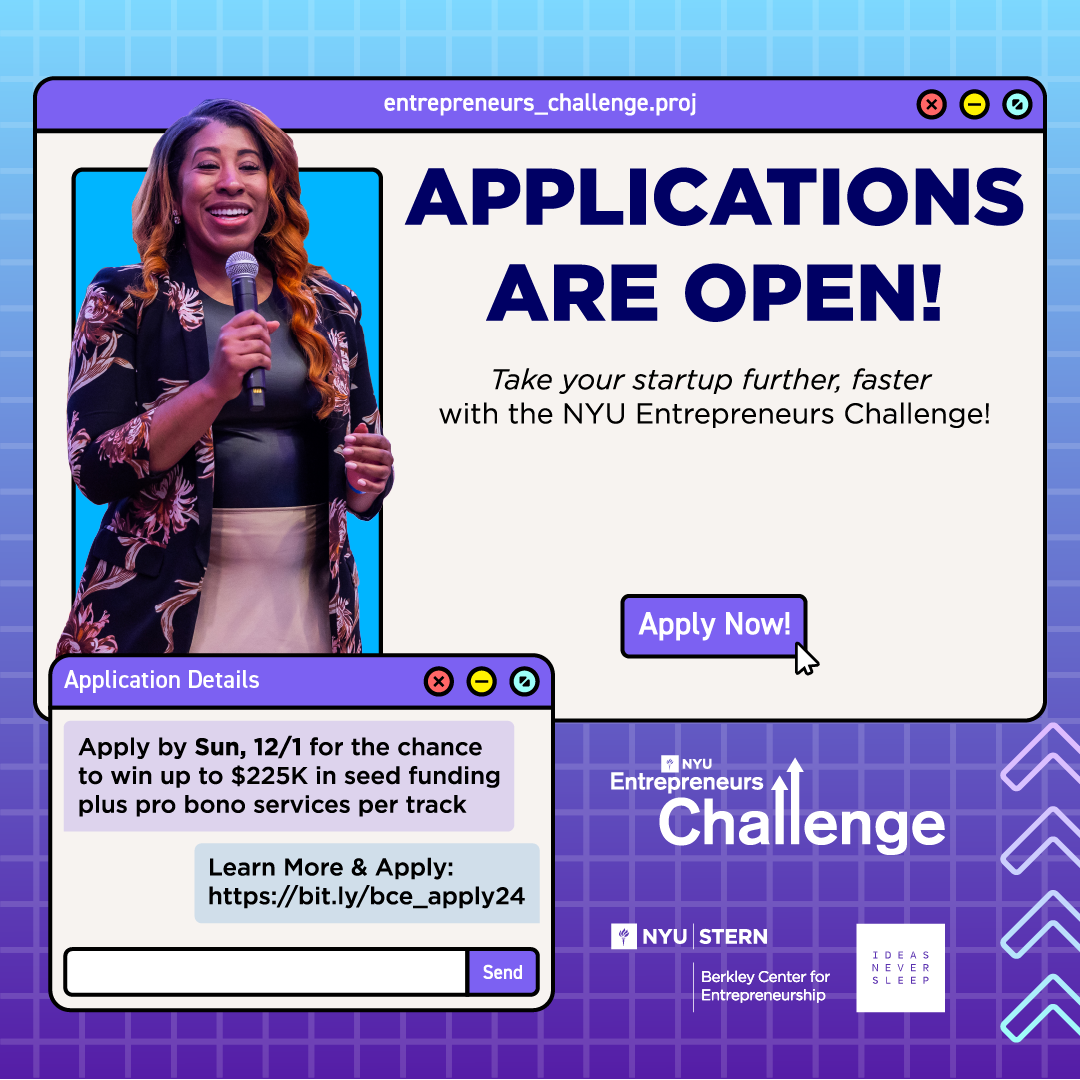 entrepreneurs_challenge.proj
APPLICATIONS
ARE OPEN!
Take your startup further, faster
with the NYU Entrepreneurs Challenge!
Apply Now!
Application Details
Apply by Sun, 12/1 for the chance
to win up to $225K in seed funding
plus pro bono services per track
Learn More & Apply:
https://bit.ly/bce_apply24
Send
NYU
Entrepreneurs
Challenge
NYU STERN
Berkley Center for
Entrepreneurship
IDEAS
NEVER
SLEEP